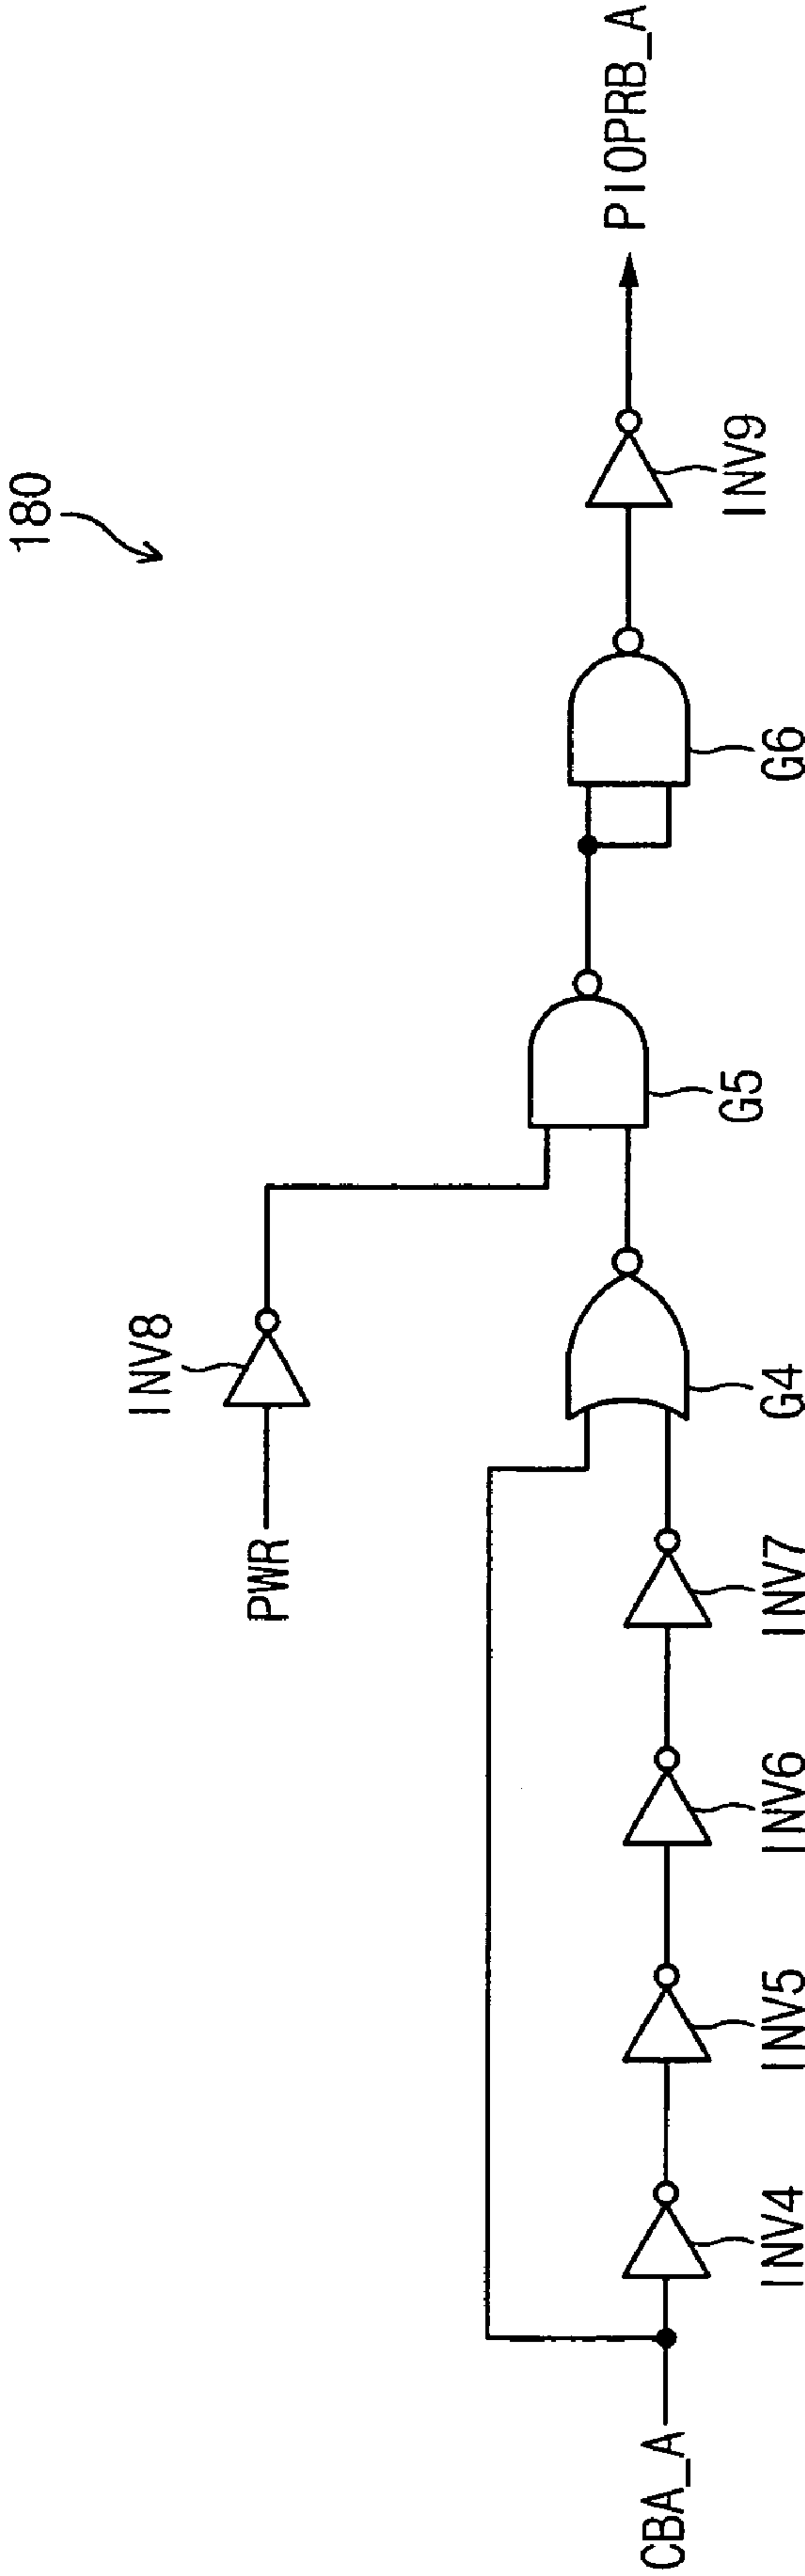 180
INV8
PWR
CBA_A
PIOPRB_A
INV4
INV5
INV6
INV7
G4
G5
G6
INV9